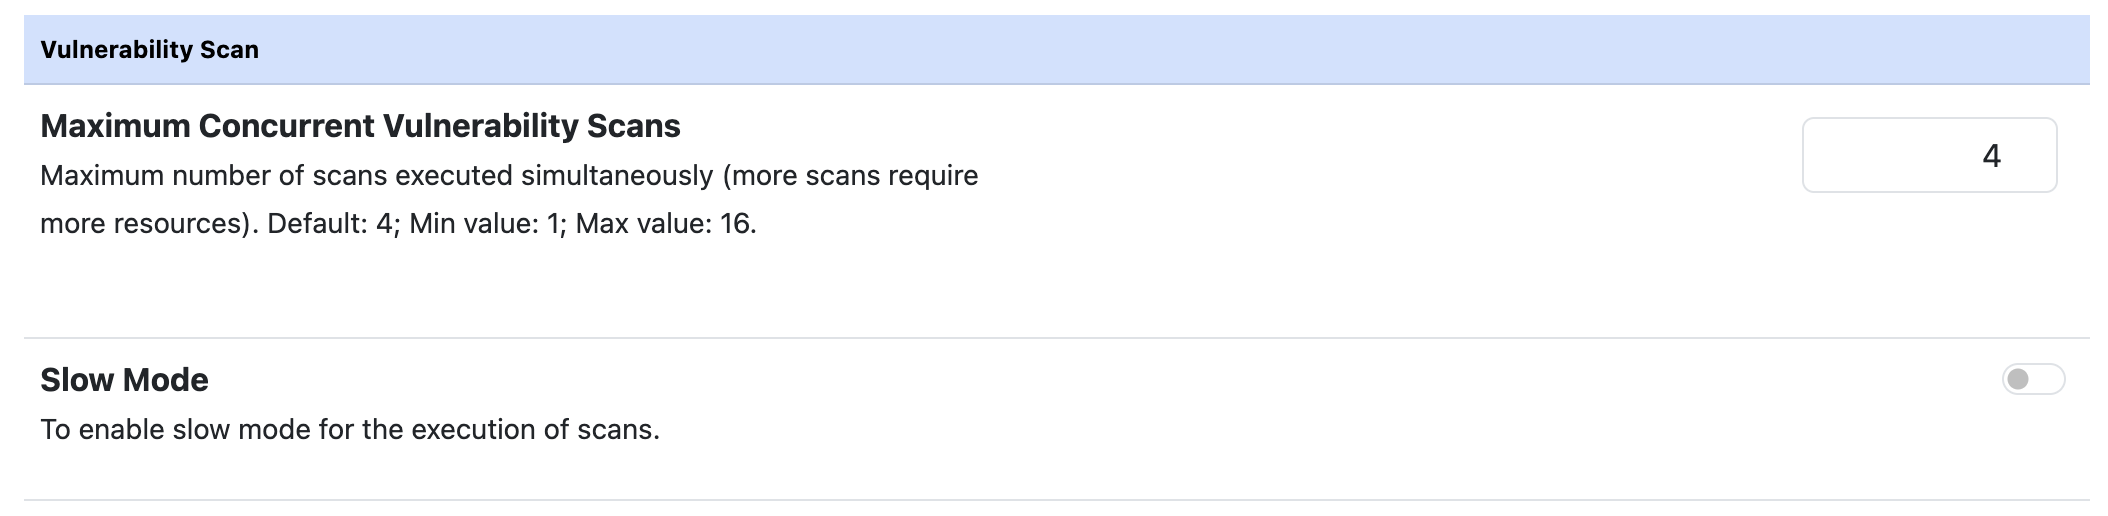 Vulnerability Scan
Maximum Concurrent Vulnerability Scans
4
Maximum number of scans executed simultaneously (more scans require
more resources). Default: 4; Min value: 1; Max value: 16.
Slow Mode
To enable slow mode for the execution of scans.